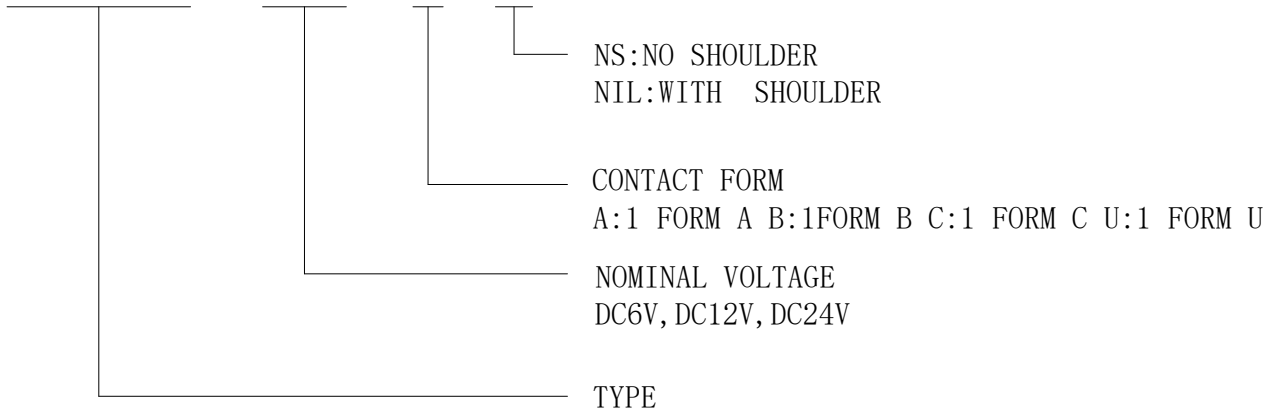 NS:NO SHOULDER
NIL:WITH SHOULDER
CONTACT FORM
A:1 FORM A B:1FORM B C:1 FORM C U:1 FORM U
NOMINAL VOLTAGE
DC6V,DC12V,DC24V
TYPE